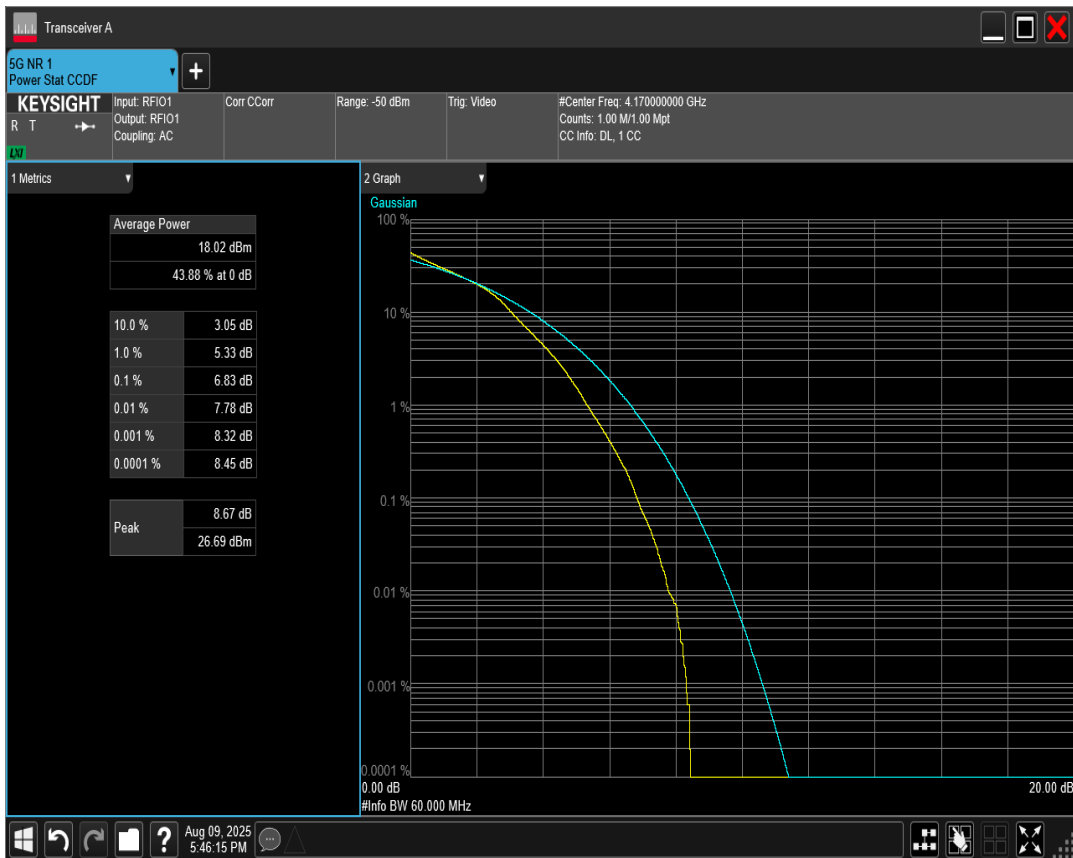 Transceiver A
5G NR 1
Power Stat CCDF
+
KEYSIGHT
R T
LXI
Input: RFIO1
Output: RFIO1
Coupling: AC
Corr CCorr
Range: -50 dBm
Trig: Video
#Center Freq: 4.170000000 GHz
Counts: 1.00 M/1.00 Mpt
CC Info: DL, 1 CC
1 Metrics
Average Power
18.02 dBm
43.88 % at 0 dB
10.0 % 3.05 dB
1.0 % 5.33 dB
0.1 % 6.83 dB
0.01 % 7.78 dB
0.001 % 8.32 dB
0.0001 % 8.45 dB
Peak
8.67 dB
26.69 dBm
2 Graph
Gaussian
100 %
10 %
1 %
0.1 %
0.01 %
0.001 %
0.0001 %
0.00 dB 20.00 dB
#Info BW 60.000 MHz
?
Aug 09, 2025
5:46:15 PM